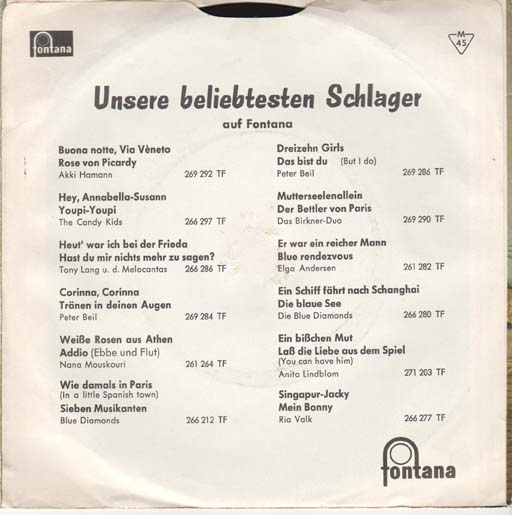 fontana
M
45
Unsere beliebtesten Schlager
auf Fontana
Buona notte, Via Vèneto
Rose von Picardy
Akki Hamann 269 292 TF
Hey, Annabella-Susann
Youpi-Youpi
The Candy Kids 266 297 TF
Heut' war ich bei der Frieda
Hast du mir nichts mehr zu sagen?
Tony Lang u. d. Melocantas 266 286 TF
Corinna, Corinna
Tränen in deinen Augen
Peter Beil 269 284 TF
Weiße Rosen aus Athen
Addio (Ebbe und Flut)
Nana Mouskouri 261 264 TF
Wie damals in Paris
(In a little Spanish town)
Sieben Musikanten
Blue Diamonds 266 212 TF
Dreizehn Girls
Das bist du (But I do)
Peter Beil 269 286 TF
Mutterseelenallein
Der Bettler von Paris
Das Birkner-Duo 269 290 TF
Er war ein reicher Mann
Blue rendezvous
Elga Andersen 261 282 TF
Ein Schiff fährt nach Schanghai
Die blaue See
Die Blue Diamonds 266 280 TF
Ein bißchen Mut
Laß die Liebe aus dem Spiel
(You can have him)
Anita Lindblom 271 203 TF
Singapur-Jacky
Mein Bonny
Ria Valk 266 277 TF
fontana